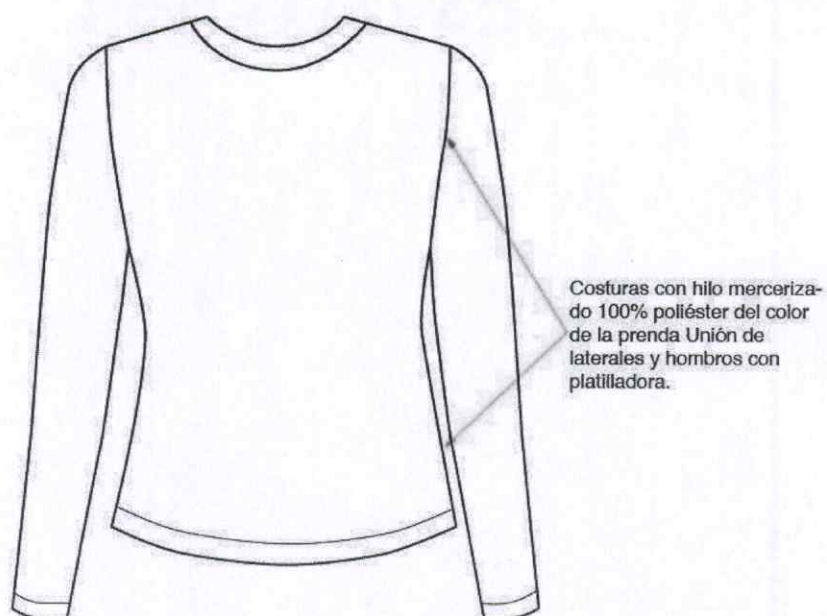 Costuras con hilo merceriza-
do 100% poliéster del color
de la prenda Unión de
laterales y hombros con
platilladora.